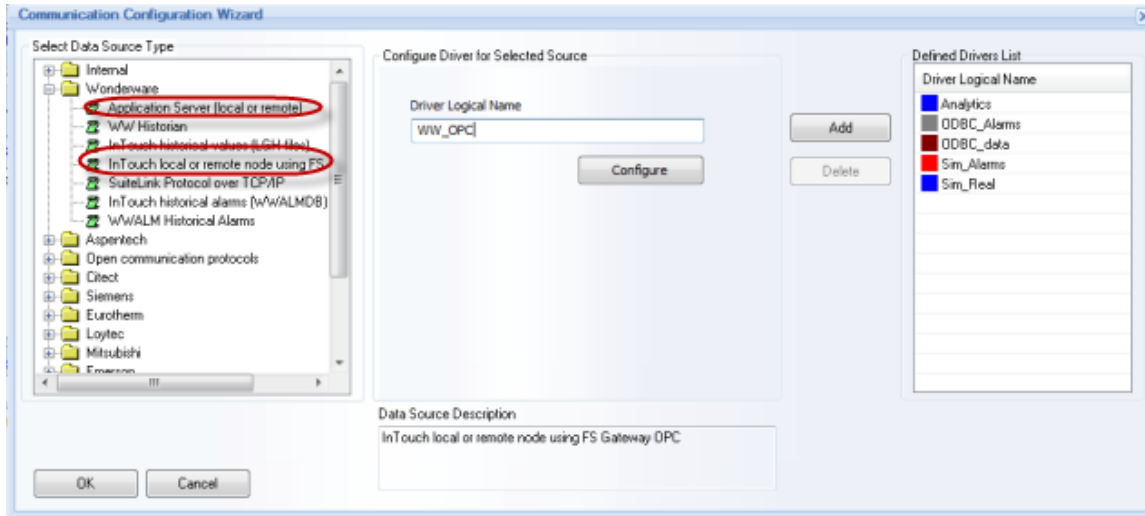 Communication Configuration Wizard
Select Data Source Type
Internal
Wonderware
Application Server (local or remote)
WW Historian
InTouch historical values (LGH files)
InTouch local or remote node using FS
SuiteLink Protocol over TCP/IP
InTouch historical alarms (WWALMDB)
WWALM Historical Alarms
Aspentech
Open communication protocols
Citect
Siemens
Eurotherm
Loytec
Mitsubishi
Emerson
OK
Cancel
Configure Driver for Selected Source
Driver Logical Name
WW_OPC
Configure
Add
Delete
Data Source Description
InTouch local or remote node using FS Gateway OPC
Defined Drivers List
Driver Logical Name
Analytics
ODBC_Alarms
ODBC_data
Sim_Alarms
Sim_Real